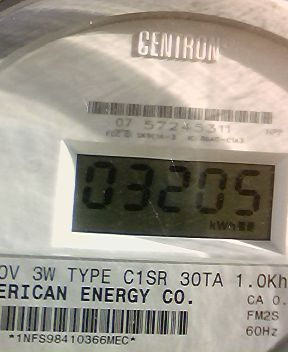 CENTRON
07 57245311
03205
kWh
0V 3W TYPE C1SR 30TA 1.0Kh
ERICAN ENERGY CO.
CA 0.
FM2S
60Hz
*1NFS98410366MEC*